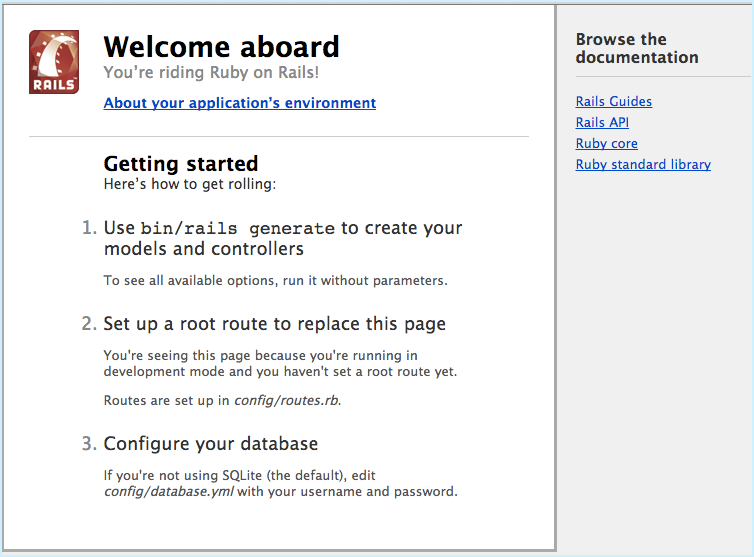 RAILS
Welcome aboard
You’re riding Ruby on Rails!
About your application’s environment
Getting started
Here’s how to get rolling:
1. Use bin/rails generate to create your
models and controllers
To see all available options, run it without parameters.
2. Set up a root route to replace this page
You're seeing this page because you're running in
development mode and you haven't set a root route yet.
Routes are set up in config/routes.rb.
3. Configure your database
If you're not using SQLite (the default), edit
config/database.yml with your username and password.
Browse the
documentation
Rails Guides
Rails API
Ruby core
Ruby standard library